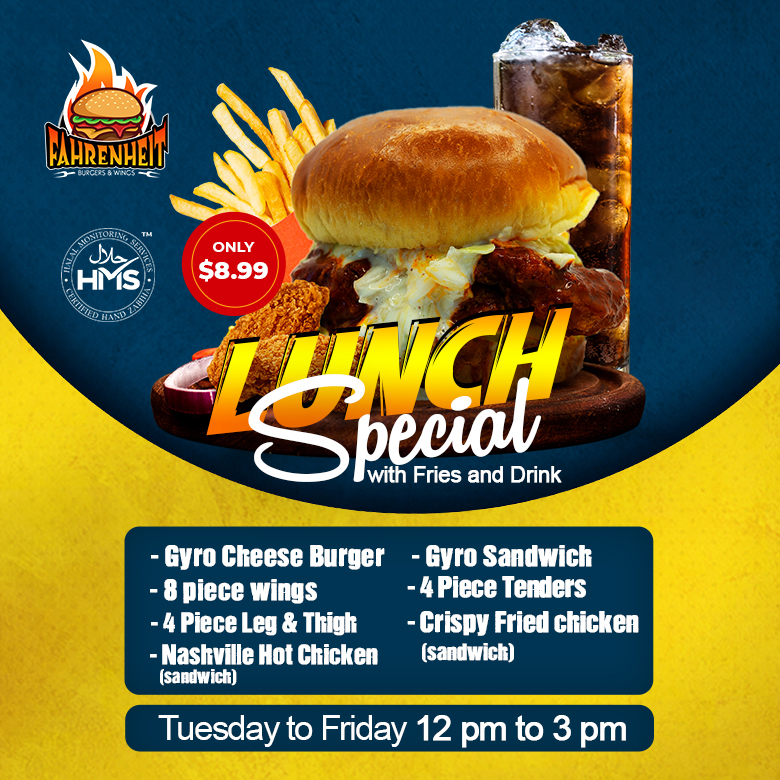 FAHRENHEIT
BURGERS & WINGS
HALAL MONITORING SERVICES
حلال
HMS
CERTIFIED HAND ZABIHA
TM
ONLY
$8.99
LUNCH
Special
with Fries and Drink
- Gyro Cheese Burger
- 8 piece wings
- 4 Piece Leg & Thigh
- Nashville Hot Chicken
(sandwich)
- Gyro Sandwich
- 4 Piece Tenders
- Crispy Fried chicken
(sandwich)
Tuesday to Friday 12 pm to 3 pm